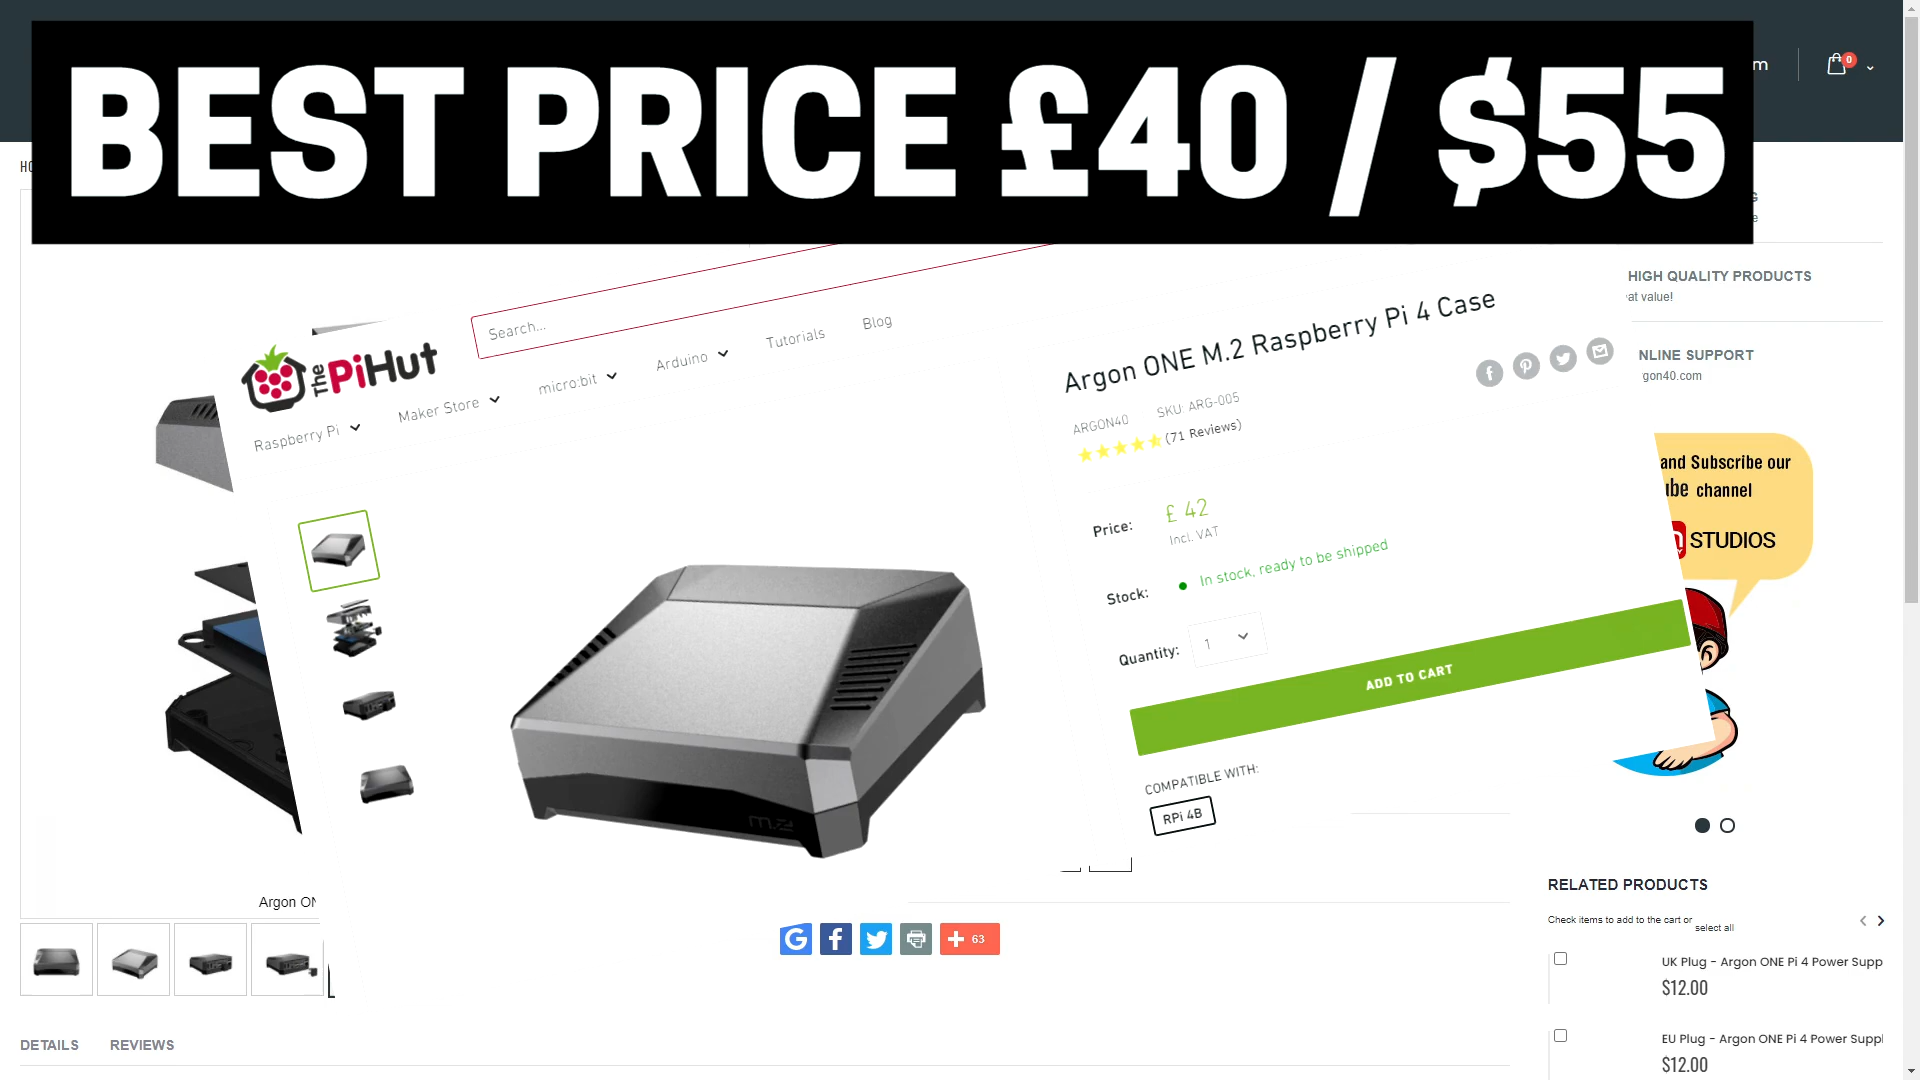 BEST PRICE £40 / $55
m
0
HO
HIGH QUALITY PRODUCTS
at value!
NLINE SUPPORT
gon40.com
The PiHut
Search...
Raspberry Pi
Maker Store
micro:bit
Arduino
Tutorials
Blog
Argon ONE M.2 Raspberry Pi 4 Case
ARGON40
SKU: ARG-005
(71 Reviews)
Price:
£ 42
Incl. VAT
Stock:
In stock, ready to be shipped
Quantity:
1
ADD TO CART
COMPATIBLE WITH:
RPi 4B
m.2
and Subscribe our
ube channel
STUDIOS
Argon ON
63
RELATED PRODUCTS
Check items to add to the cart or
select all
UK Plug - Argon ONE Pi 4 Power Supp
$12.00
EU Plug - Argon ONE Pi 4 Power Suppl
$12.00
DETAILS
REVIEWS